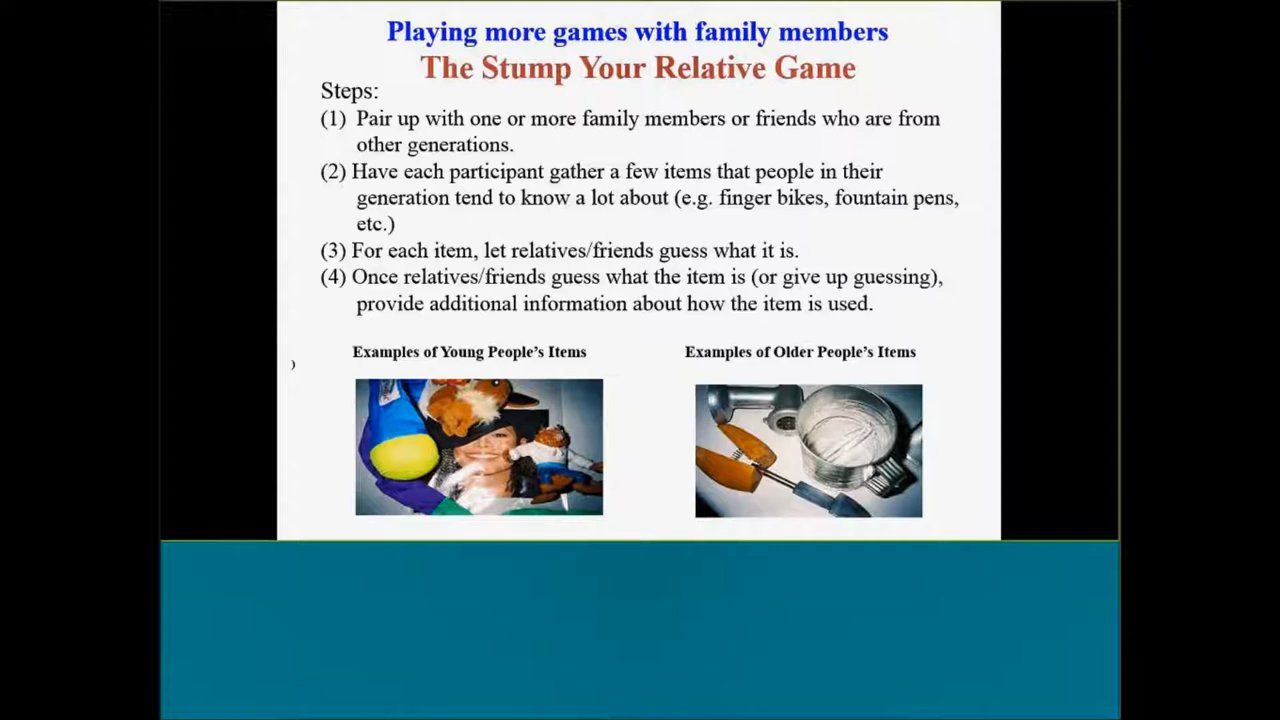 Playing more games with family members
The Stump Your Relative Game
Steps:
(1) Pair up with one or more family members or friends who are from
other generations.
(2) Have each participant gather a few items that people in their
generation tend to know a lot about (e.g. finger bikes, fountain pens,
etc.)
(3) For each item, let relatives/friends guess what it is.
(4) Once relatives/friends guess what the item is (or give up guessing),
provide additional information about how the item is used.
)
Examples of Young People’s Items
Examples of Older People’s Items